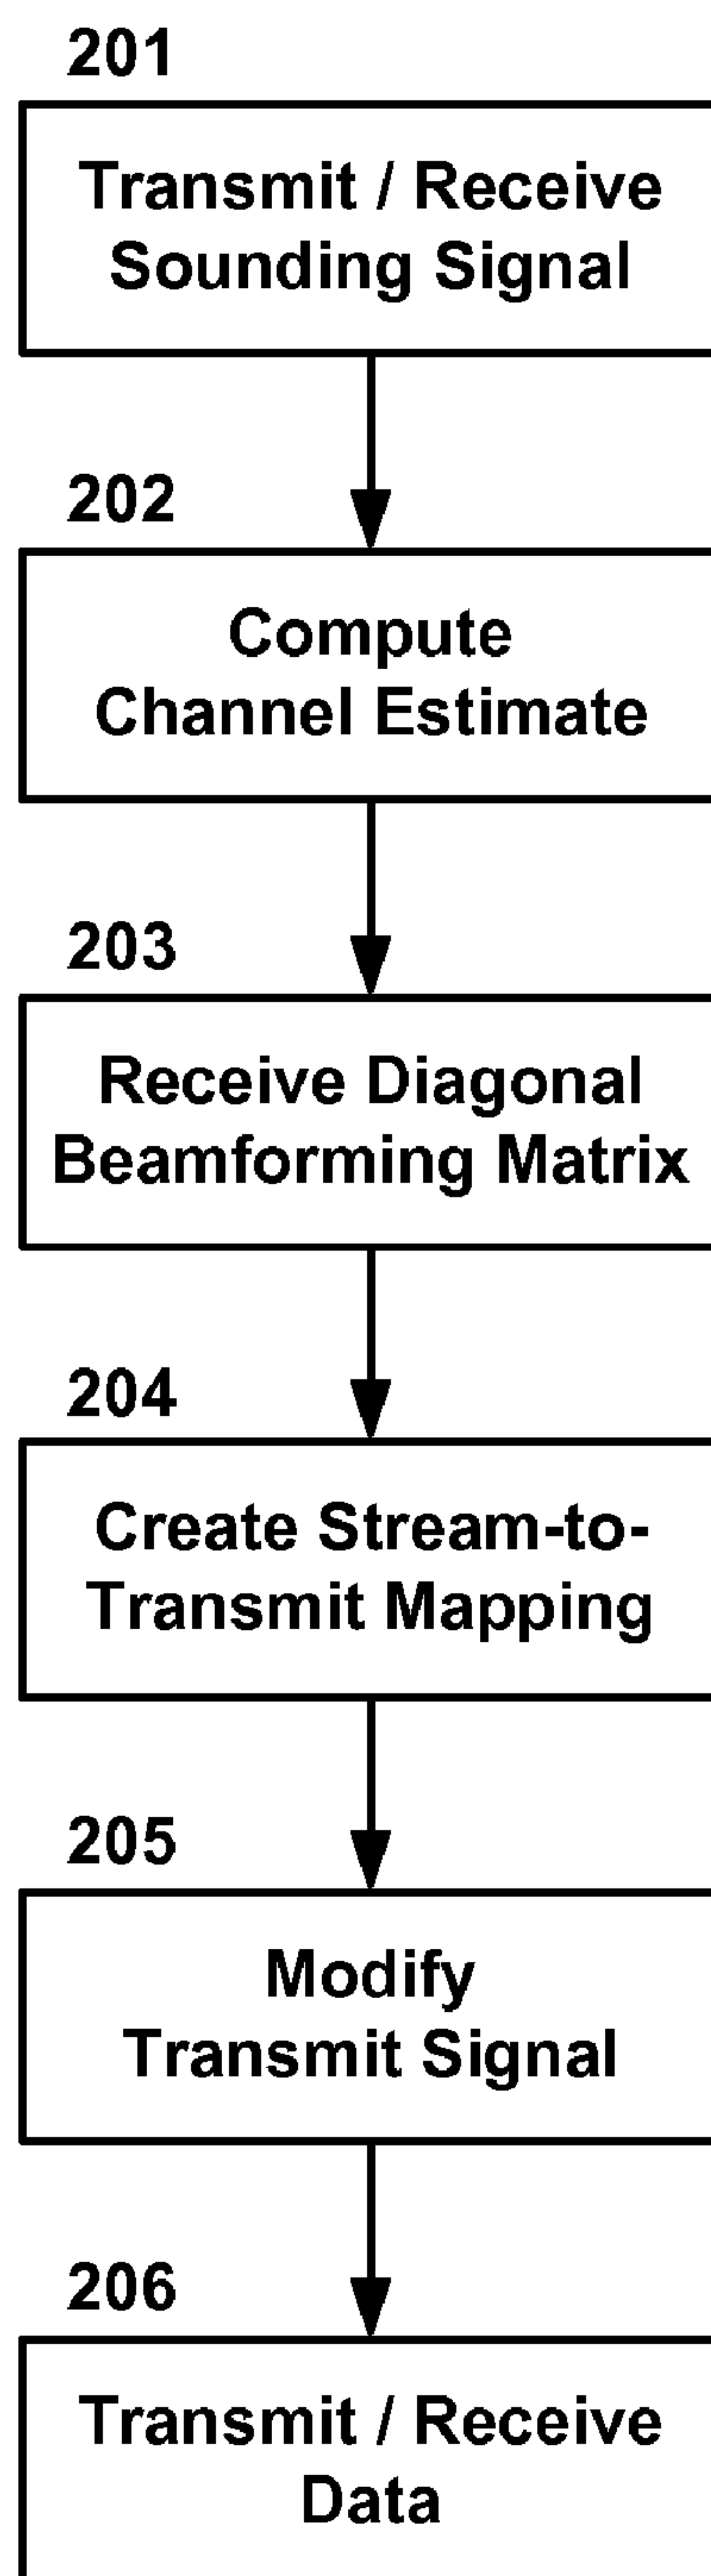 201
Transmit / Receive
Sounding Signal
202
Compute
Channel Estimate
203
Receive Diagonal
Beamforming Matrix
204
Create Stream-to-
Transmit Mapping
205
Modify
Transmit Signal
206
Transmit / Receive
Data